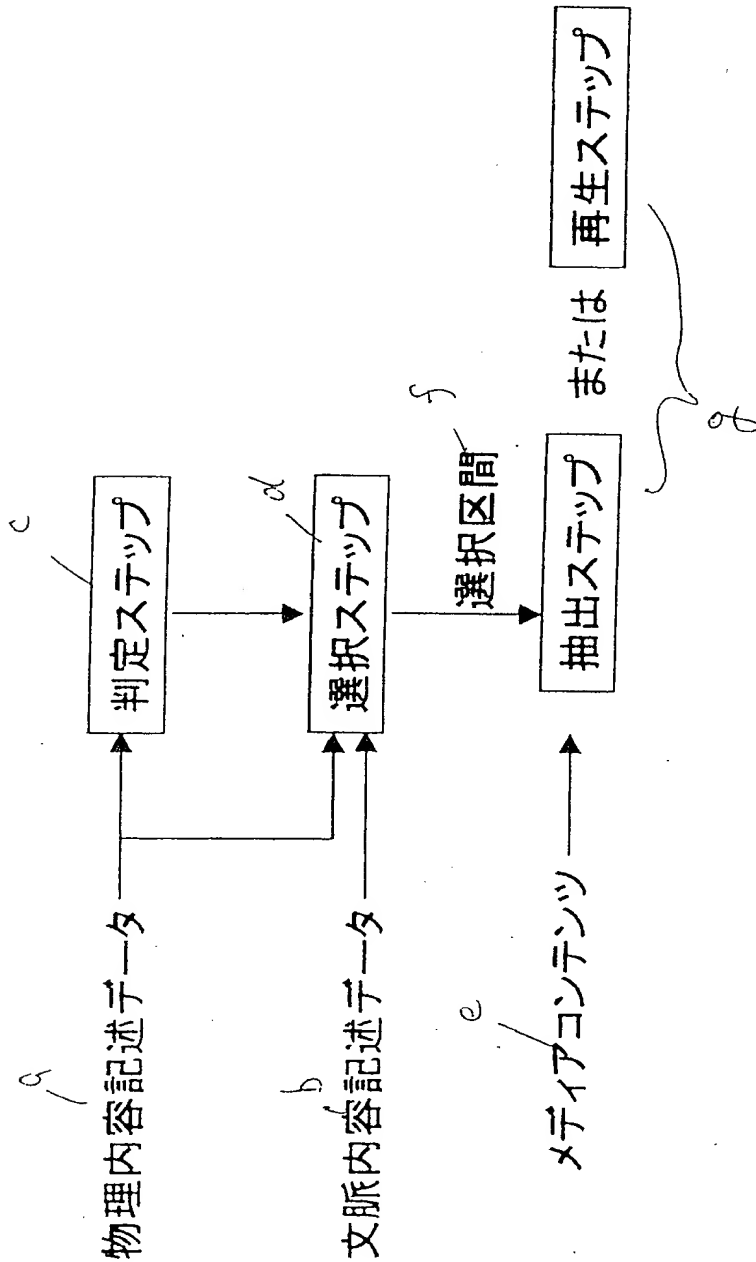 a
物理内容記述データ
c
判定ステップ
b
文脈内容記述データ
d
選択ステップ
f
選択区間
e
メディアコンテンツ
抽出ステップ
または
再生ステップ
g